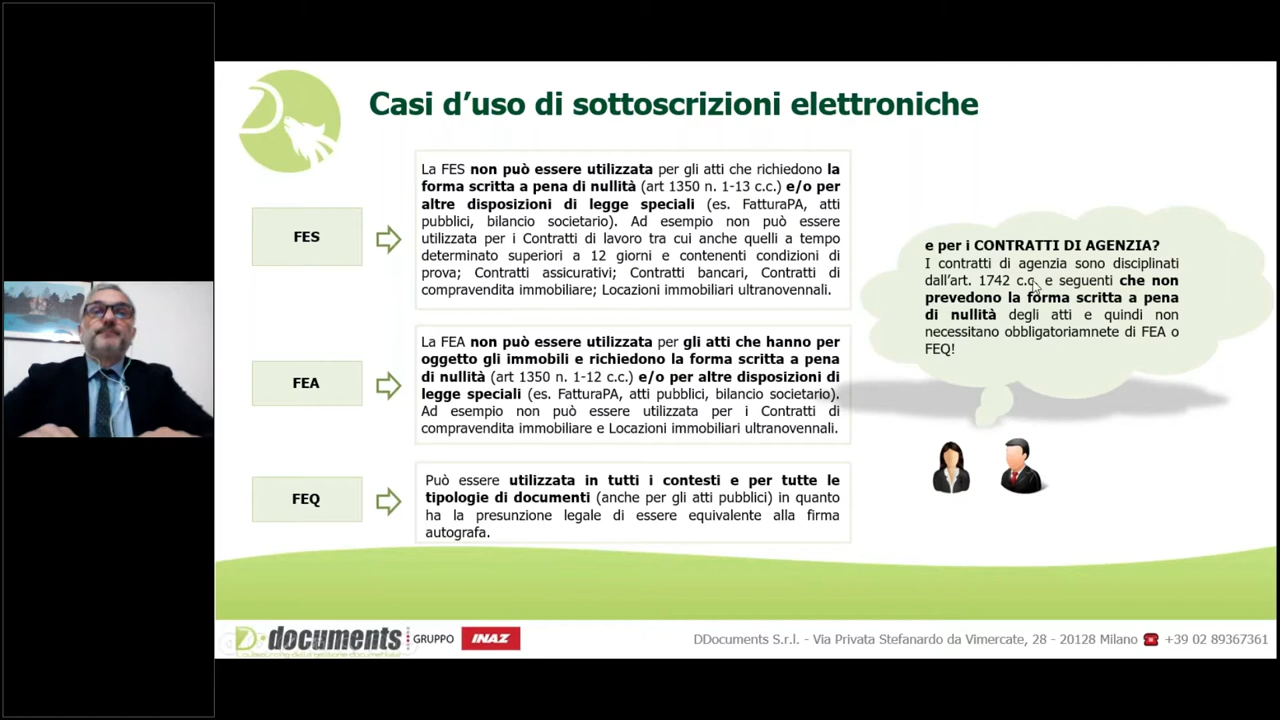 Casi d’uso di sottoscrizioni elettroniche
FES
La FES non può essere utilizzata per gli atti che richiedono la
forma scritta a pena di nullità (art 1350 n. 1-13 c.c.) e/o per
altre disposizioni di legge speciali (es. FatturaPA, atti
pubblici, bilancio societario). Ad esempio non può essere
utilizzata per i Contratti di lavoro tra cui anche quelli a tempo
determinato superiori a 12 giorni e contenenti condizioni di
prova; Contratti assicurativi; Contratti bancari, Contratti di
compravendita immobiliare; Locazioni immobiliari ultranovennali.
FEA
La FEA non può essere utilizzata per gli atti che hanno per
oggetto gli immobili e richiedono la forma scritta a pena
di nullità (art 1350 n. 1-12 c.c.) e/o per altre disposizioni di
legge speciali (es. FatturaPA, atti pubblici, bilancio societario).
Ad esempio non può essere utilizzata per i Contratti di
compravendita immobiliare e Locazioni immobiliari ultranovennali.
FEQ
Può essere utilizzata in tutti i contesti e per tutte le
tipologie di documenti (anche per gli atti pubblici) in quanto
ha la presunzione legale di essere equivalente alla firma
autografa.
e per i CONTRATTI DI AGENZIA?
I contratti di agenzia sono disciplinati
dall’art. 1742 c.c. e seguenti che non
prevedono la forma scritta a pena
di nullità degli atti e quindi non
necessitano obbligatoriamnete di FEA o
FEQ!
D documents GRUPPO INAZ
DDocuments S.r.l. - Via Privata Stefanardo da Vimercate, 28 - 20128 Milano ☎ +39 02 89367361